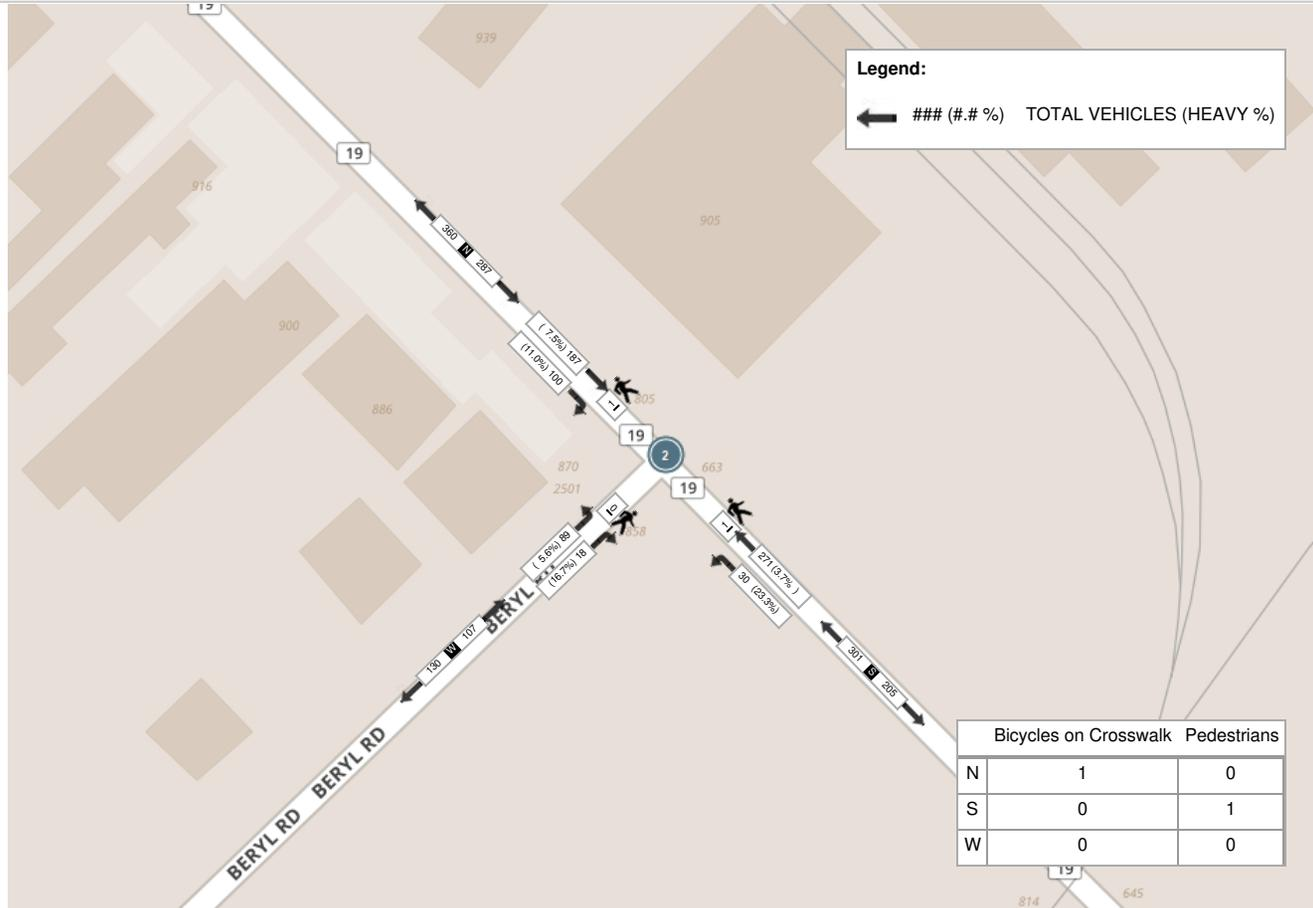 19
939
Legend:
### (#.# %) TOTAL VEHICLES (HEAVY %)
19
916
905
360 N 287
900
( 7.5%) 187
(11.0%) 100
886
805
1
19
2
870
663
2501
19
0
858
1
( 5.6%) 89
(16.7%) 18
271 (3.7% )
30 (23.3%)
BERYL
130 W 107
301 S 205
BERYL RD
BERYL RD
Bicycles on Crosswalk Pedestrians
N 1 0
S 0 1
W 0 0
19
645
814